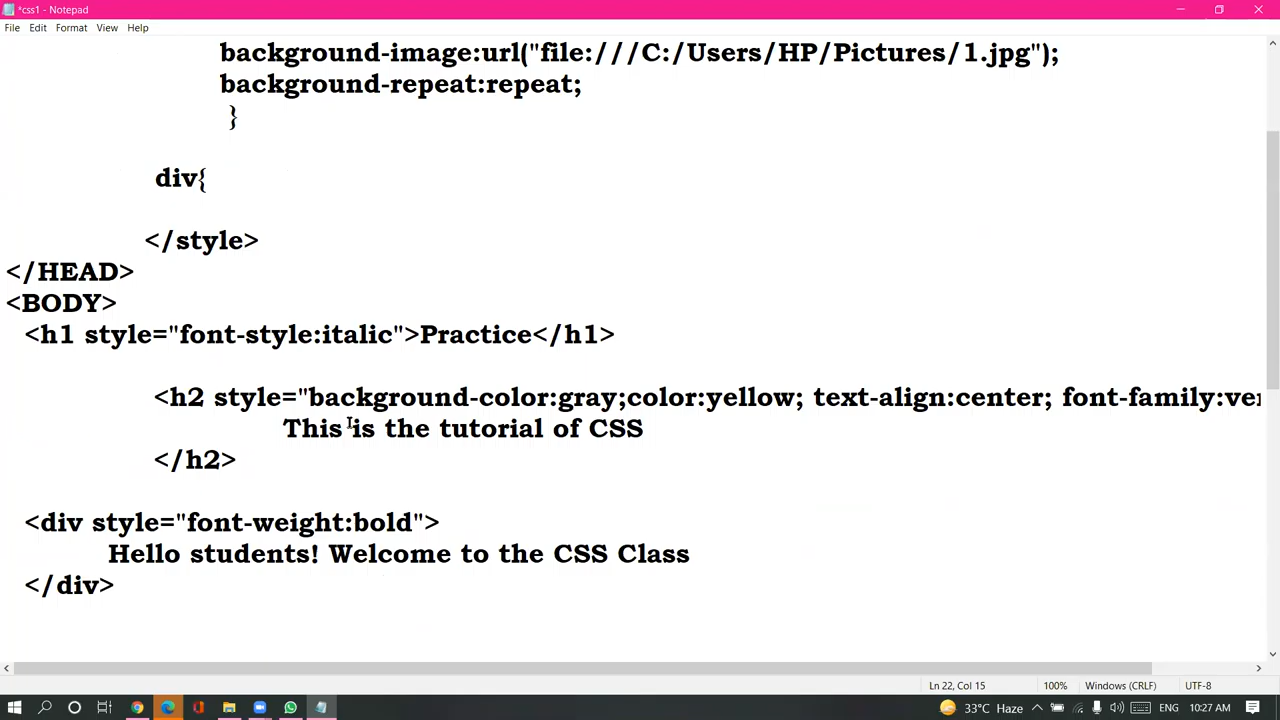 *css1 - Notepad
File Edit Format View Help
background-image:url("file:///C:/Users/HP/Pictures/1.jpg");
background-repeat:repeat;
}
div{
</style>
</HEAD>
<BODY>
<h1 style="font-style:italic">Practice</h1>
<h2 style="background-color:gray;color:yellow; text-align:center; font-family:ver
This is the tutorial of CSS
</h2>
<div style="font-weight:bold">
Hello students! Welcome to the CSS Class
</div>
Ln 22, Col 15 100% Windows (CRLF) UTF-8
33°C Haze 10:27 AM